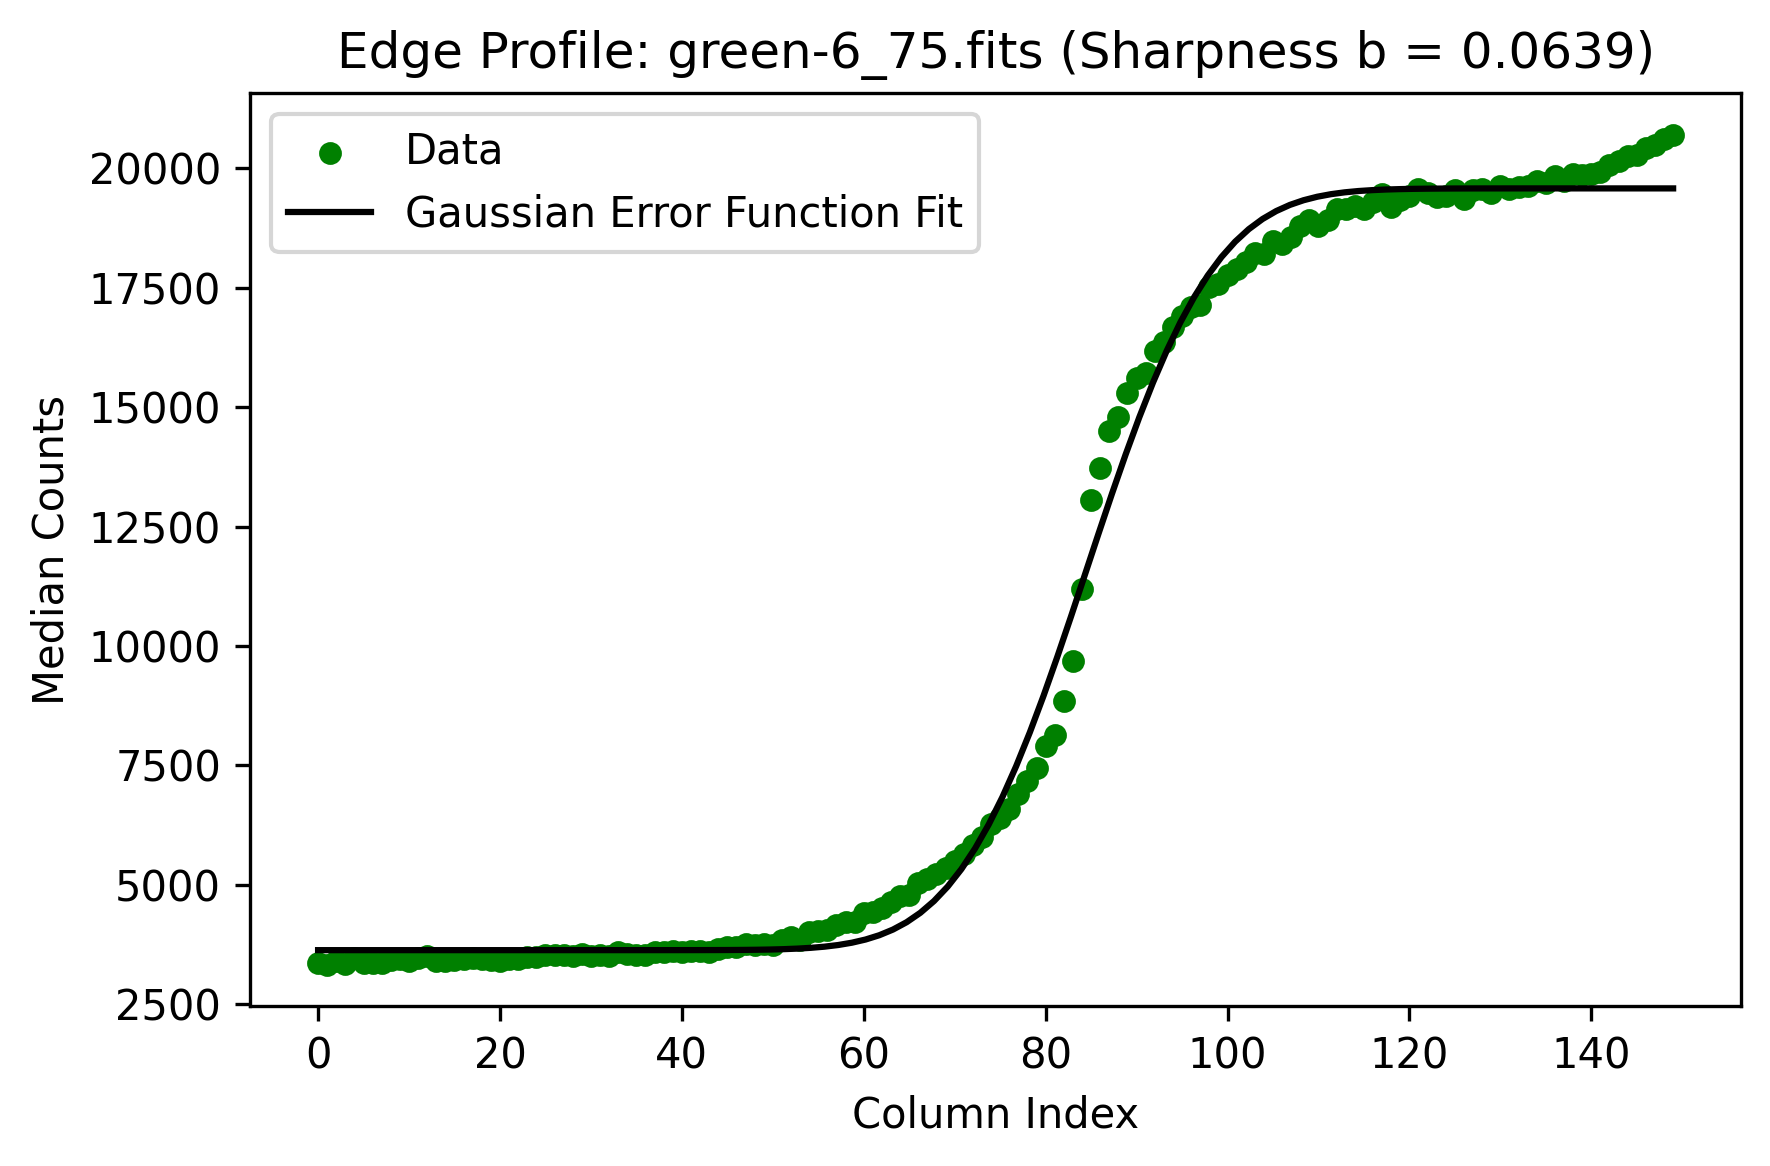 Edge Profile: green-6_75.fits (Sharpness b = 0.0639)
Data
Gaussian Error Function Fit
20000
17500
15000
12500
10000
7500
5000
2500
Median Counts
0 20 40 60 80 100 120 140
Column Index